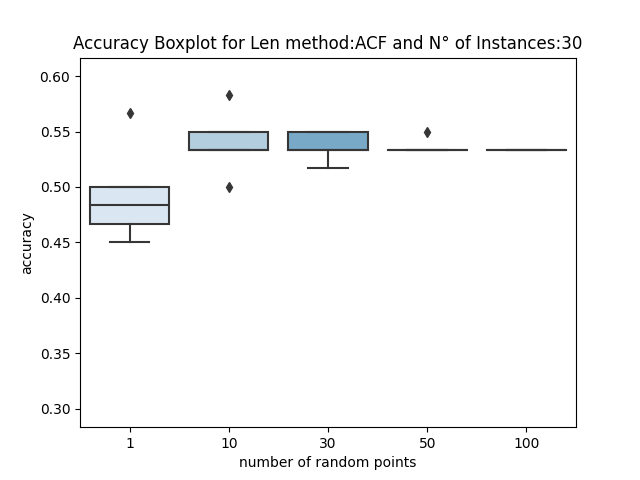 Accuracy Boxplot for Len method:ACF and N° of Instances:30
0.60
0.55
0.50
0.45
0.40
0.35
0.30
accuracy
1 10 30 50 100
number of random points